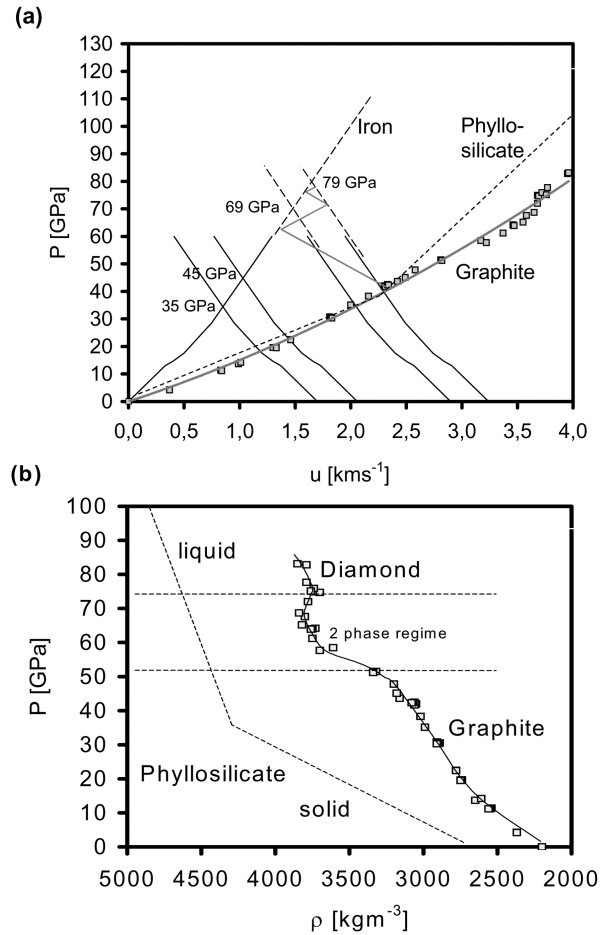 (a)
130
120
110
100
90
80
70
60
50
40
30
20
10
0
P [GPa]
Iron
Phyllo-
silicate
79 GPa
69 GPa
45 GPa
35 GPa
Graphite
0,0 0,5 1,0 1,5 2,0 2,5 3,0 3,5 4,0
u [kms-1]
(b)
100
90
80
70
60
50
40
30
20
10
0
P [GPa]
liquid
Diamond
2 phase regime
Graphite
Phyllosilicate
solid
5000 4500 4000 3500 3000 2500 2000
ρ [kgm-3]